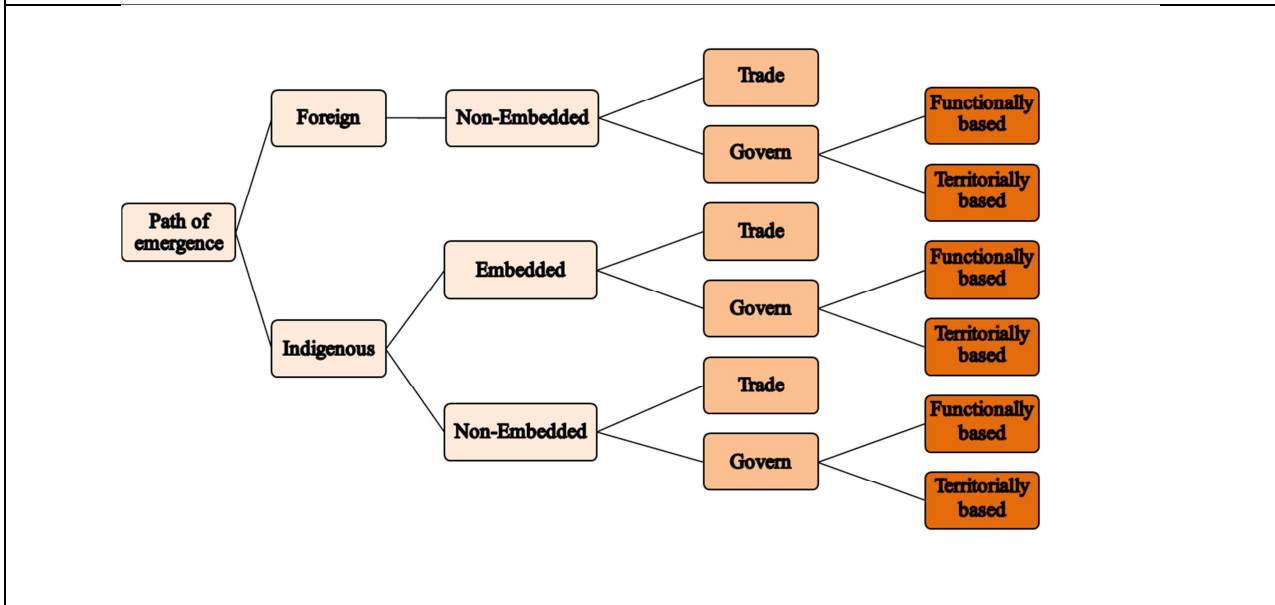 Path of
emergence
Foreign
Non-Embedded
Trade
Govern
Functionally
based
Territorially
based
Indigenous
Embedded
Trade
Govern
Functionally
based
Territorially
based
Non-Embedded
Trade
Govern
Functionally
based
Territorially
based